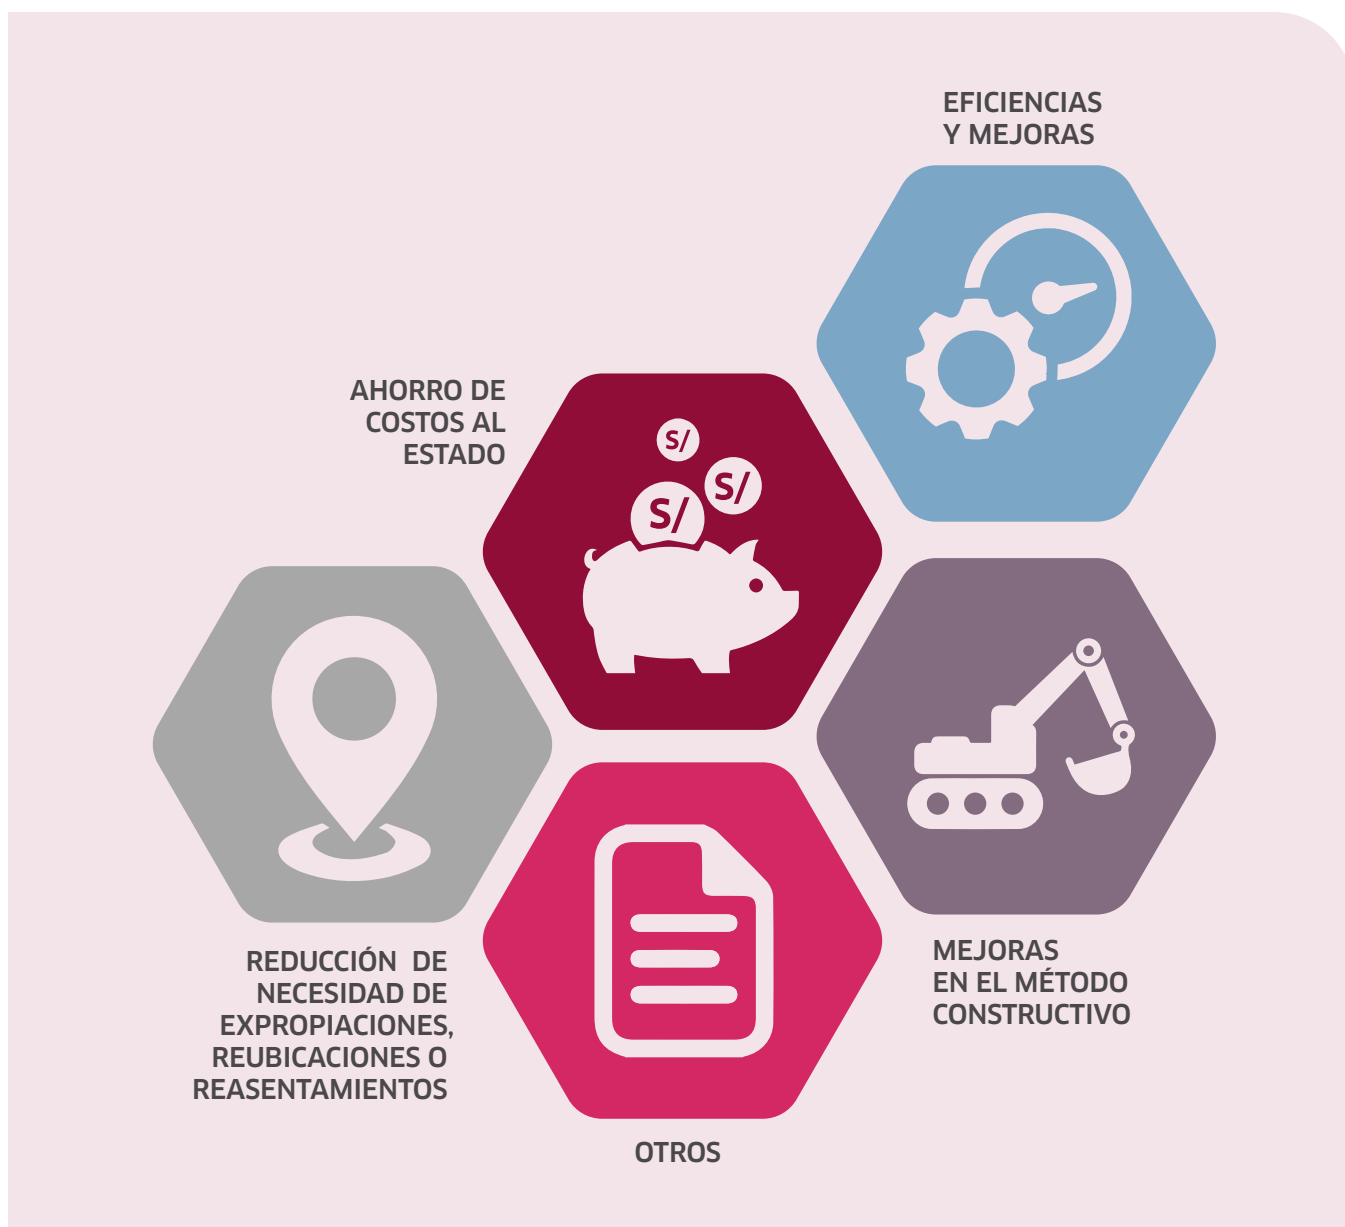 EFICIENCIAS
Y MEJORAS
AHORRO DE
COSTOS AL
ESTADO
S/
S/
S/
REDUCCIÓN DE
NECESIDAD DE
EXPROPIACIONES,
REUBICACIONES O
REASENTAMIENTOS
MEJORAS
EN EL MÉTODO
CONSTRUCTIVO
OTROS